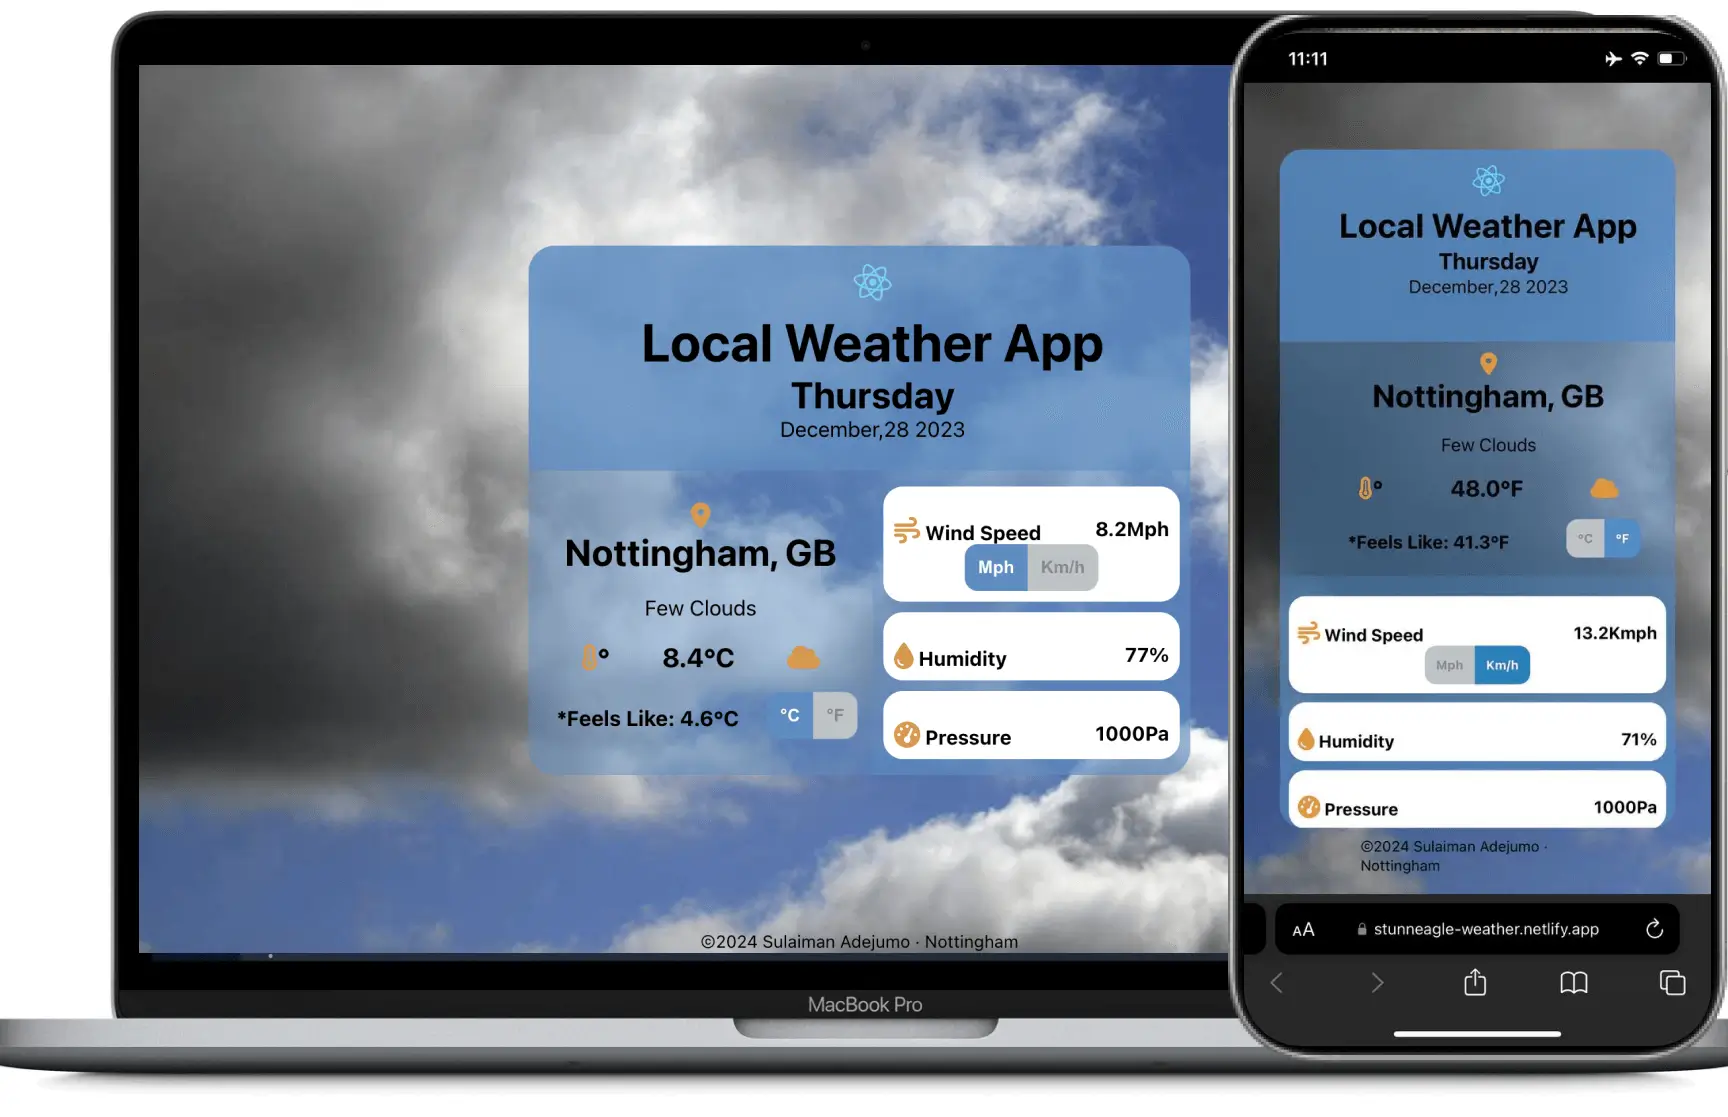 Local Weather App
Thursday
December,28 2023
Nottingham, GB
Few Clouds
8.4°C
*Feels Like: 4.6°C
°C °F
Wind Speed 8.2Mph
Mph Km/h
Humidity 77%
Pressure 1000Pa
©2024 Sulaiman Adejumo · Nottingham
MacBook Pro
11:11
Local Weather App
Thursday
December,28 2023
Nottingham, GB
Few Clouds
48.0°F
*Feels Like: 41.3°F
°C °F
Wind Speed 13.2Kmph
Mph Km/h
Humidity 71%
Pressure 1000Pa
©2024 Sulaiman Adejumo ·
Nottingham
AA stunneagle-weather.netlify.app